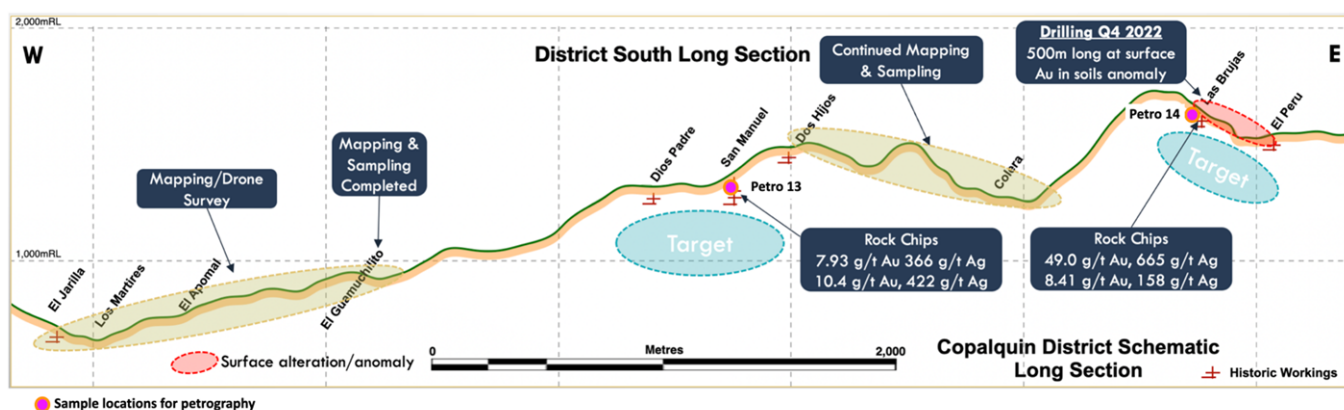 2,000mRL
W
District South Long Section
Continued Mapping
& Sampling
Drilling Q4 2022
500m long at surface
Au in soils anomaly
E
Las Brujas
El Peru
Petro 14
Target
Mapping &
Sampling
Completed
Mapping/Drone
Survey
Dios Padre
San Manuel
Dos Hijos
Petro 13
Colora
Target
Rock Chips
7.93 g/t Au 366 g/t Ag
10.4 g/t Au, 422 g/t Ag
Rock Chips
49.0 g/t Au, 665 g/t Ag
8.41 g/t Au, 158 g/t Ag
1,000mRL
El Jarilla
Los Martires
El Apomal
El Guamuchilito
Surface alteration/anomaly
0
Metres
2,000
Copalquin District Schematic
Long Section
Historic Workings
Sample locations for petrography